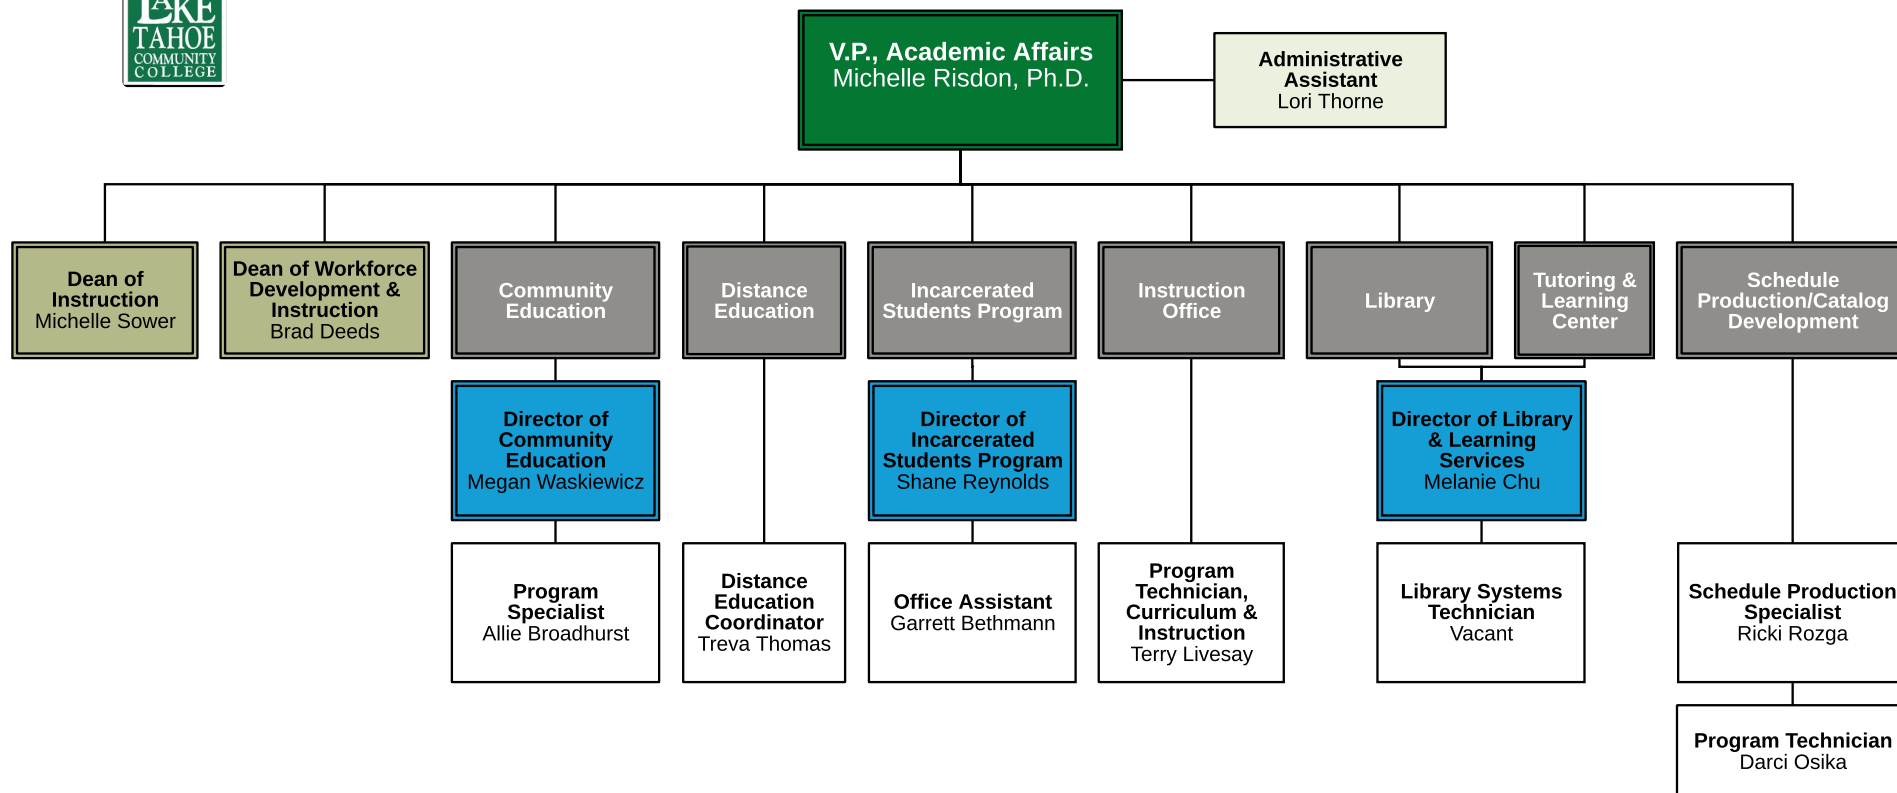 LAKE
TAHOE
COMMUNITY
COLLEGE
V.P., Academic Affairs
Michelle Risdon, Ph.D.
Administrative
Assistant
Lori Thorne
Dean of
Instruction
Michelle Sower
Dean of Workforce
Development &
Instruction
Brad Deeds
Community
Education
Distance
Education
Incarcerated
Students Program
Instruction
Office
Library
Tutoring &
Learning
Center
Schedule
Production/Catalog
Development
Director of
Community
Education
Megan Waskiewicz
Director of
Incarcerated
Students Program
Shane Reynolds
Director of Library
& Learning
Services
Melanie Chu
Program
Specialist
Allie Broadhurst
Distance
Education
Coordinator
Treva Thomas
Office Assistant
Garrett Bethmann
Program
Technician,
Curriculum &
Instruction
Terry Livesay
Library Systems
Technician
Vacant
Schedule Production
Specialist
Ricki Rozga
Program Technician
Darci Osika